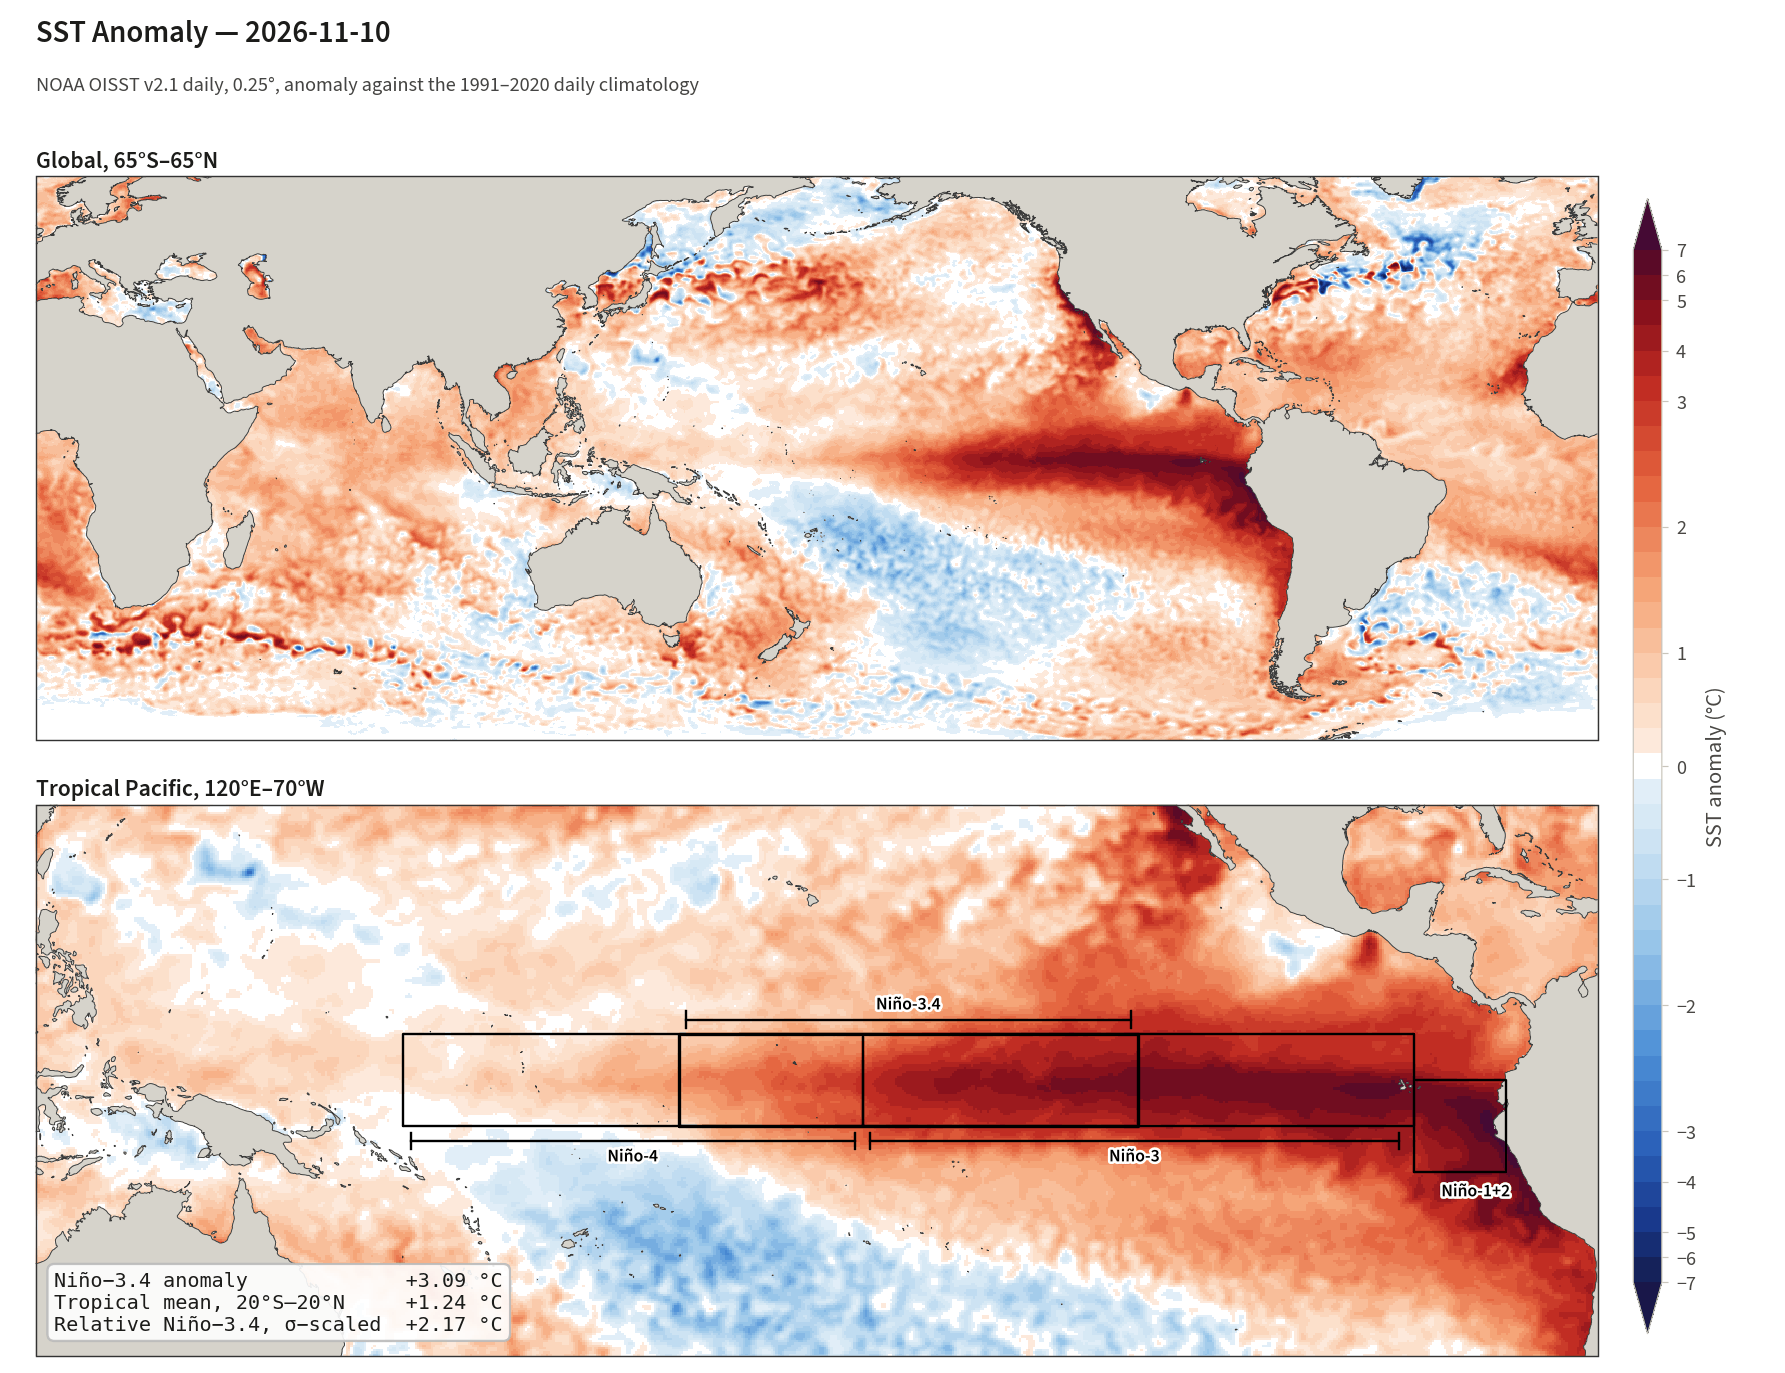 SST Anomaly — 2026-11-10
NOAA OISST v2.1 daily, 0.25°, anomaly against the 1991–2020 daily climatology
Global, 65°S–65°N
7
6
5
4
3
2
1
0
−1
−2
−3
−4
−5
−6
−7
SST anomaly (°C)
Tropical Pacific, 120°E–70°W
Niño-3.4
Niño-4
Niño-3
Niño-1+2
Niño−3.4 anomaly +3.09 °C
Tropical mean, 20°S–20°N +1.24 °C
Relative Niño−3.4, σ−scaled +2.17 °C